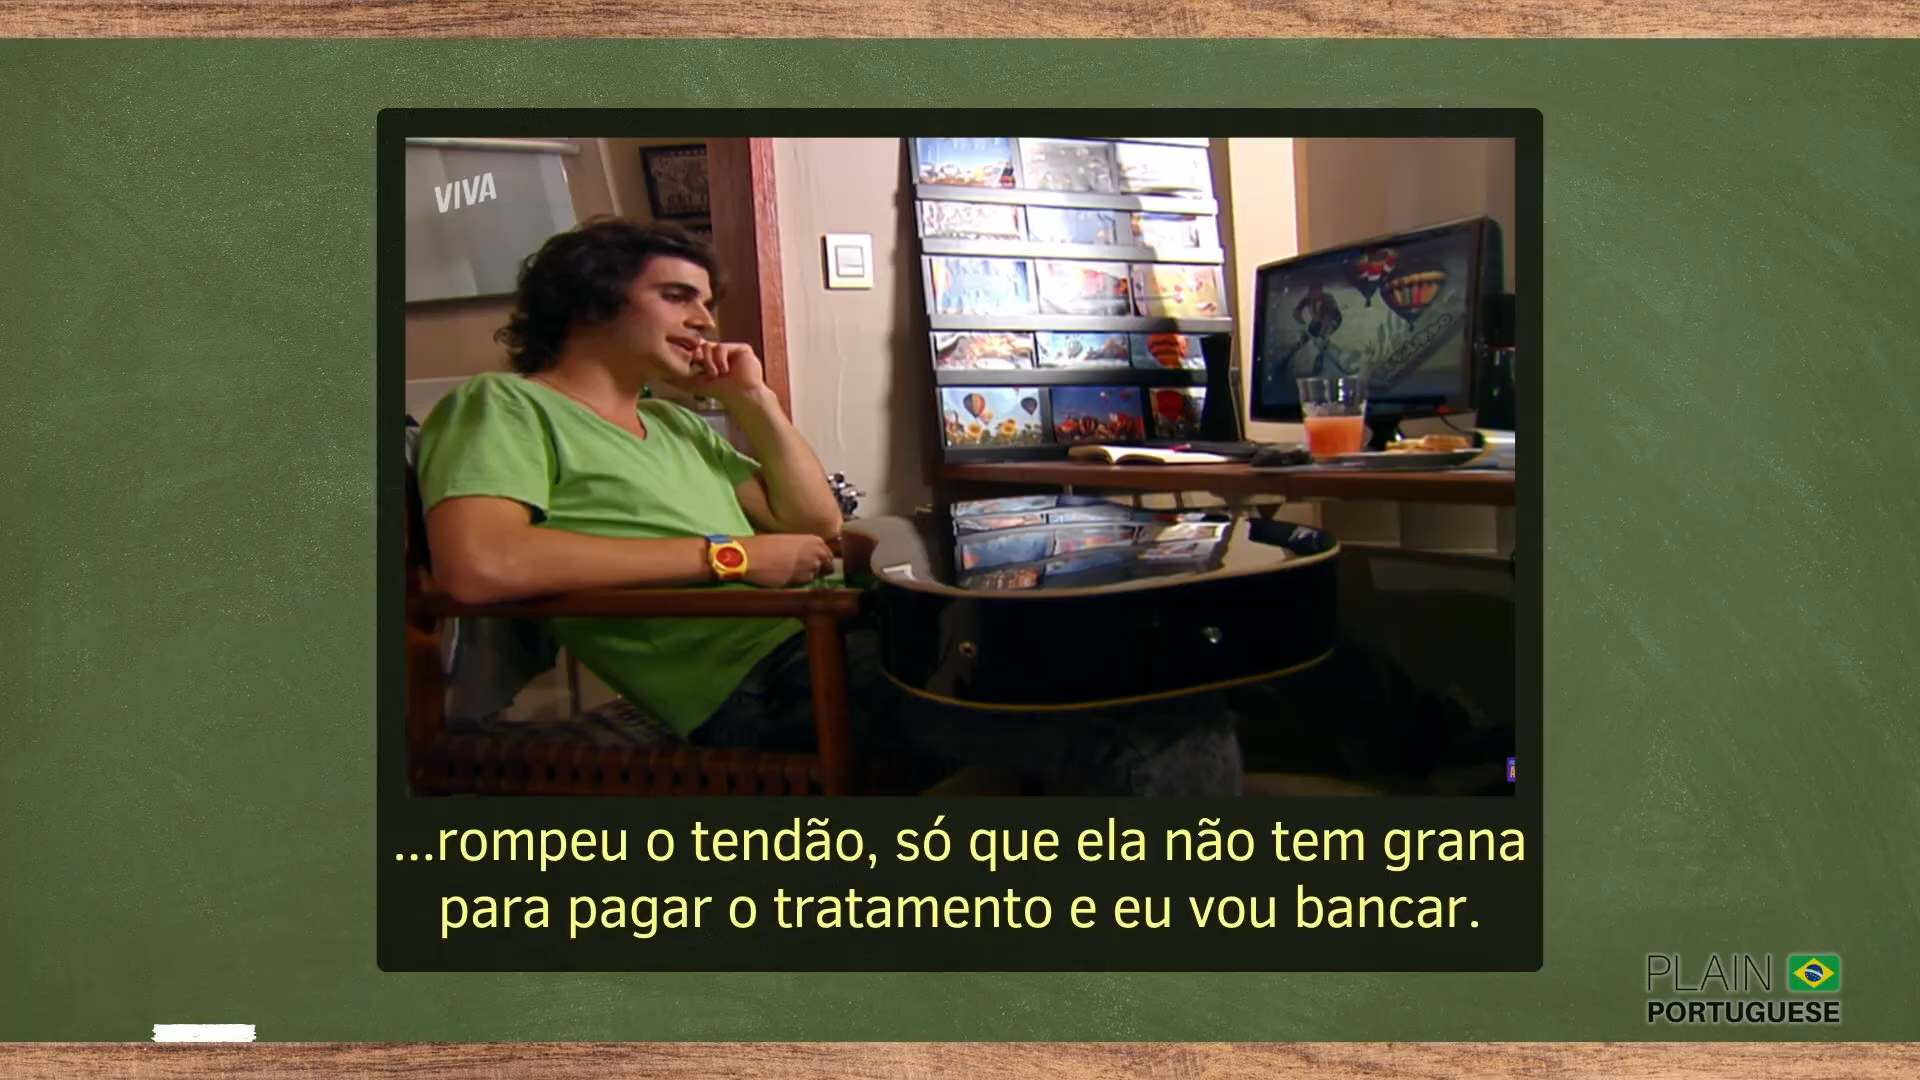 VIVA
...rompeu o tendão, só que ela não tem grana
para pagar o tratamento e eu vou bancar.
PLAIN
PORTUGUESE